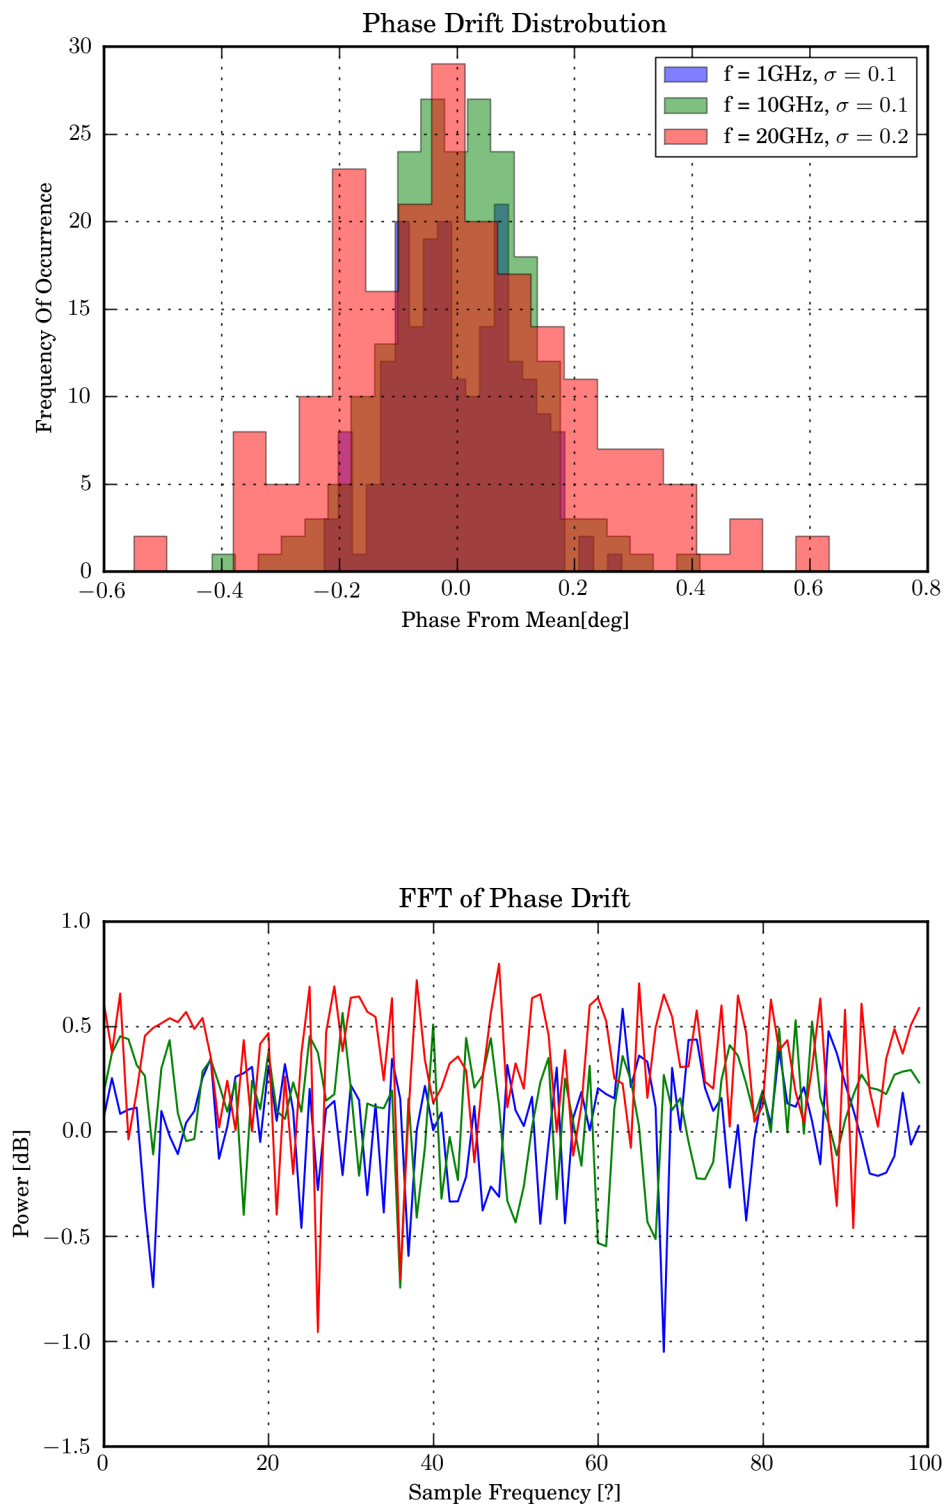 Phase Drift Distrobution
30
25
20
15
10
5
0
Frequency Of Occurrence
f = 1GHz, σ = 0.1
f = 10GHz, σ = 0.1
f = 20GHz, σ = 0.2
−0.6 −0.4 −0.2 0.0 0.2 0.4 0.6 0.8
Phase From Mean[deg]
FFT of Phase Drift
1.0
0.5
0.0
−0.5
−1.0
−1.5
Power [dB]
0 20 40 60 80 100
Sample Frequency [?]